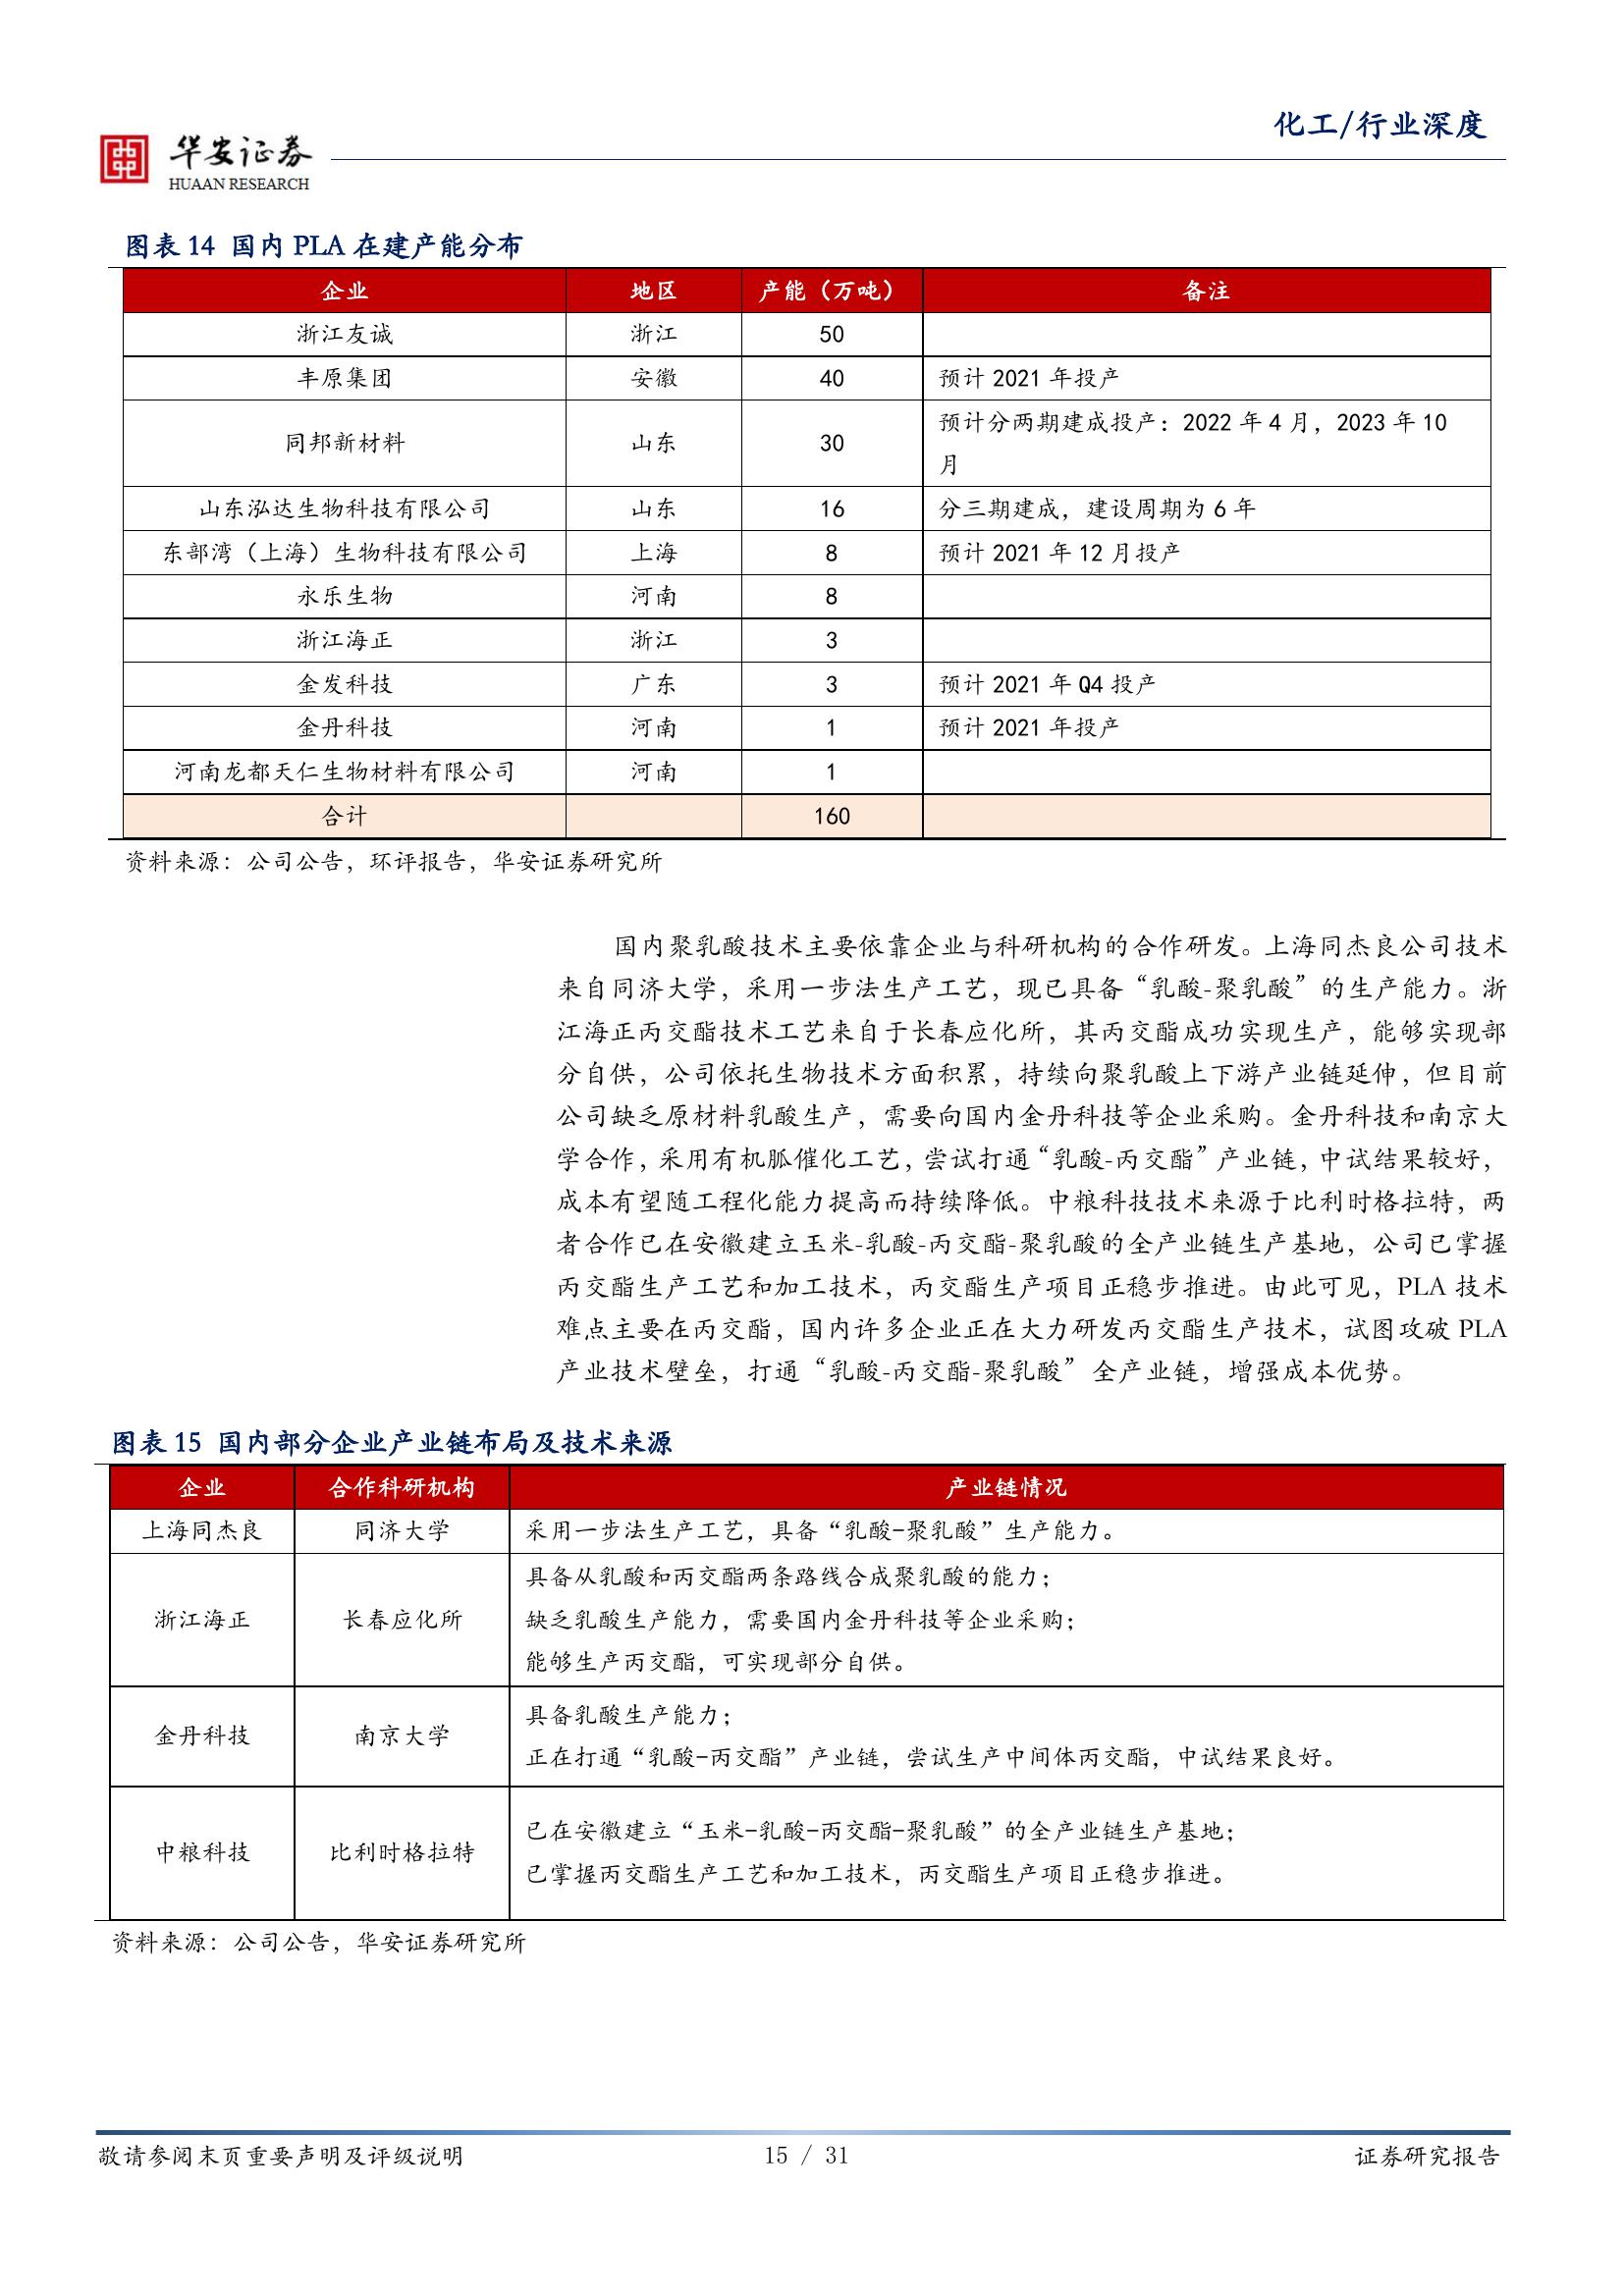 化工/行业深度
华安证券
HUAAN RESEARCH
图表 14 国内 PLA 在建产能分布
企业 地区 产能（万吨） 备注
浙江友诚 浙江 50
丰原集团 安徽 40 预计 2021 年投产
同邦新材料 山东 30 预计分两期建成投产：2022 年 4 月，2023 年 10
月
山东泓达生物科技有限公司 山东 16 分三期建成，建设周期为 6 年
东部湾（上海）生物科技有限公司 上海 8 预计 2021 年 12 月投产
永乐生物 河南 8
浙江海正 浙江 3
金发科技 广东 3 预计 2021 年 Q4 投产
金丹科技 河南 1 预计 2021 年投产
河南龙都天仁生物材料有限公司 河南 1
合计 160
资料来源：公司公告，环评报告，华安证券研究所
国内聚乳酸技术主要依靠企业与科研机构的合作研发。上海同杰良公司技术
来自同济大学，采用一步法生产工艺，现已具备“乳酸-聚乳酸”的生产能力。浙
江海正丙交酯技术工艺来自于长春应化所，其丙交酯成功实现生产，能够实现部
分自供，公司依托生物技术方面积累，持续向聚乳酸上下游产业链延伸，但目前
公司缺乏原材料乳酸生产，需要向国内金丹科技等企业采购。金丹科技和南京大
学合作，采用有机胍催化工艺，尝试打通“乳酸-丙交酯”产业链，中试结果较好，
成本有望随工程化能力提高而持续降低。中粮科技技术来源于比利时格拉特，两
者合作已在安徽建立玉米-乳酸-丙交酯-聚乳酸的全产业链生产基地，公司已掌握
丙交酯生产工艺和加工技术，丙交酯生产项目正稳步推进。由此可见，PLA 技术
难点主要在丙交酯，国内许多企业正在大力研发丙交酯生产技术，试图攻破 PLA
产业技术壁垒，打通“乳酸-丙交酯-聚乳酸”全产业链，增强成本优势。
图表 15 国内部分企业产业链布局及技术来源
企业 合作科研机构 产业链情况
上海同杰良 同济大学 采用一步法生产工艺，具备“乳酸-聚乳酸”生产能力。
具备从乳酸和丙交酯两条路线合成聚乳酸的能力；
浙江海正 长春应化所 缺乏乳酸生产能力，需要国内金丹科技等企业采购；
能够生产丙交酯，可实现部分自供。
具备乳酸生产能力；
金丹科技 南京大学
正在打通“乳酸-丙交酯”产业链，尝试生产中间体丙交酯，中试结果良好。
已在安徽建立“玉米-乳酸-丙交酯-聚乳酸”的全产业链生产基地；
中粮科技 比利时格拉特
已掌握丙交酯生产工艺和加工技术，丙交酯生产项目正稳步推进。
资料来源：公司公告，华安证券研究所
敬请参阅末页重要声明及评级说明 15 / 31 证券研究报告